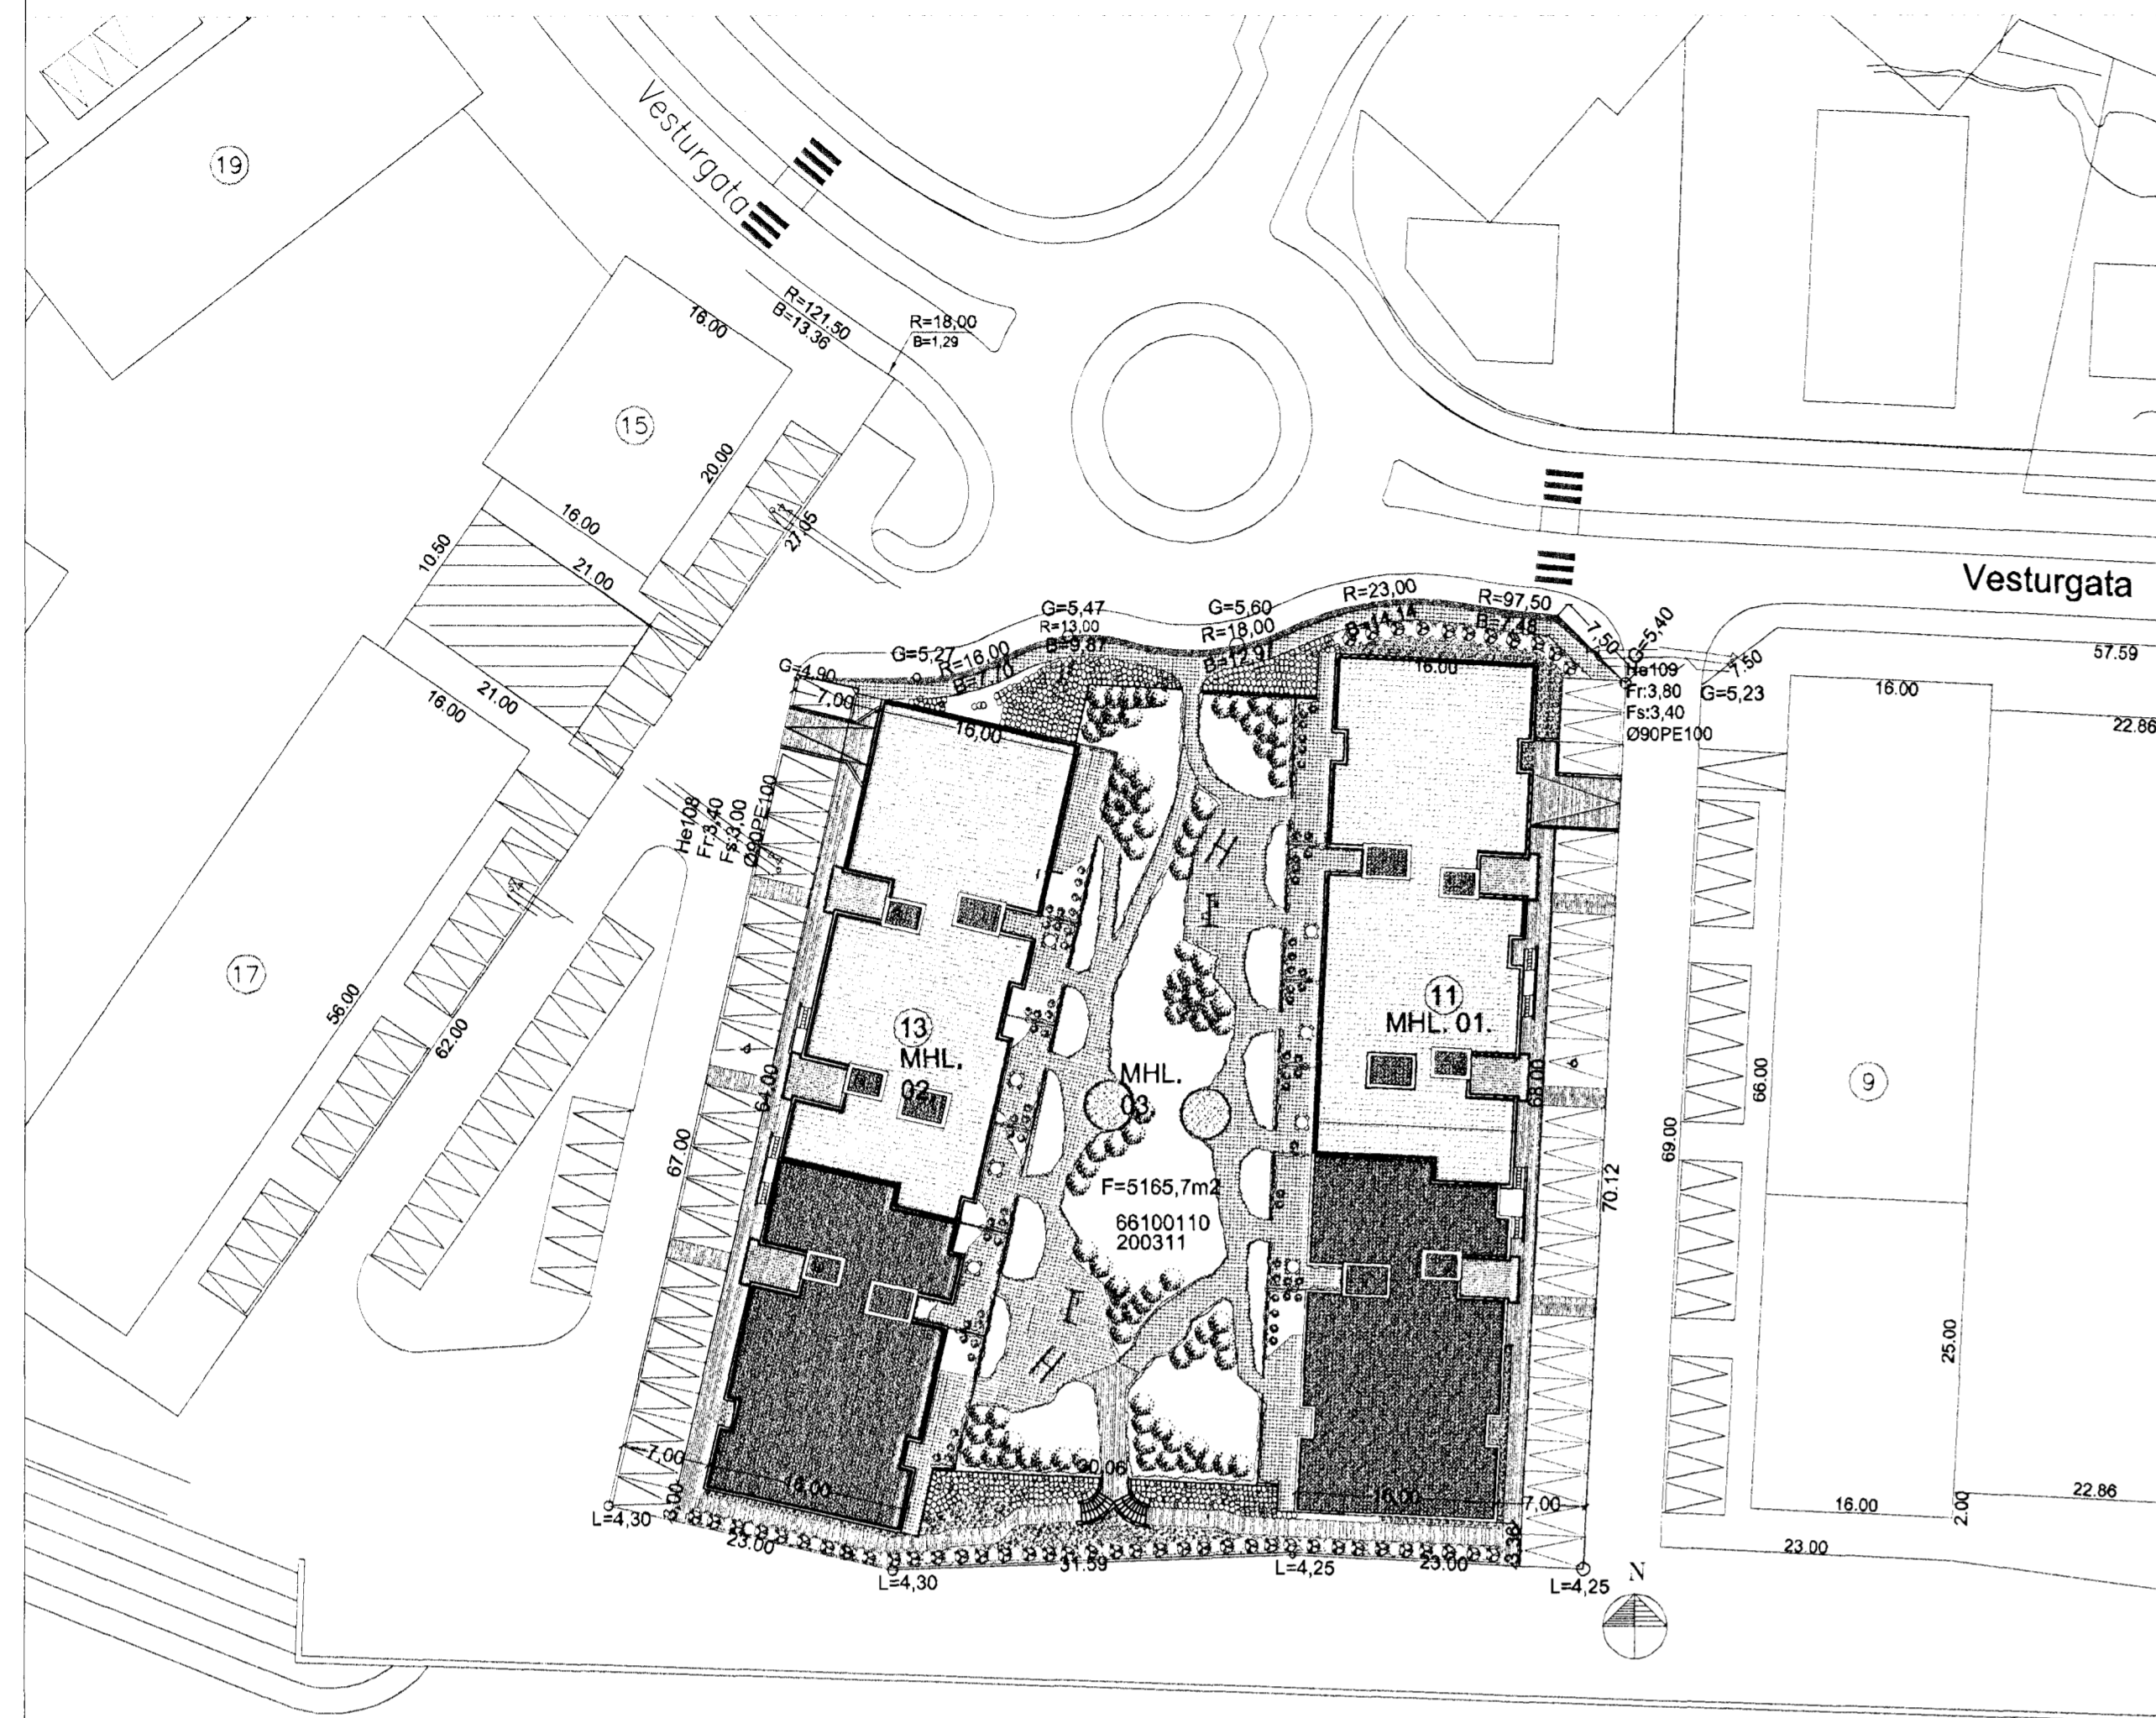 Vesturgata
19
16.00
R=121.50
B=13.36
R=18,00
B=1,29
15
20.00
16.00
27.05
10.50
21.00
21.00
16.00
Vesturgata
G=5,47
R=13,00
B=9,87
G=5,60
R=18,00
B=12,97
R=23,00
B=14,14
R=97,50
B=7,48
7,50
G=5,40
G=5,27
R=16,00
B=7,10
G=4,90
7,00
16,00
16.00
He109
Fr:3,80
Fs:3,40
Ø90PE100
7.50
G=5,23
57.59
16.00
22.86
He108
Fr:3,40
Fs:3,00
Ø90PE100
17
56.00
62.00
13
MHL.
02.
11
MHL. 01.
MHL.
03.
64.00
67.00
68.00
70.12
66.00
69.00
9
F=5165,7m2
66100110
200311
25.00
7,00
16,00
3,00
L=4,30
23.00
L=4,30
30.06
31.59
L=4,25
16,00
7,00
23.00
L=4,25
16.00
2.00
22.86
23.00
N